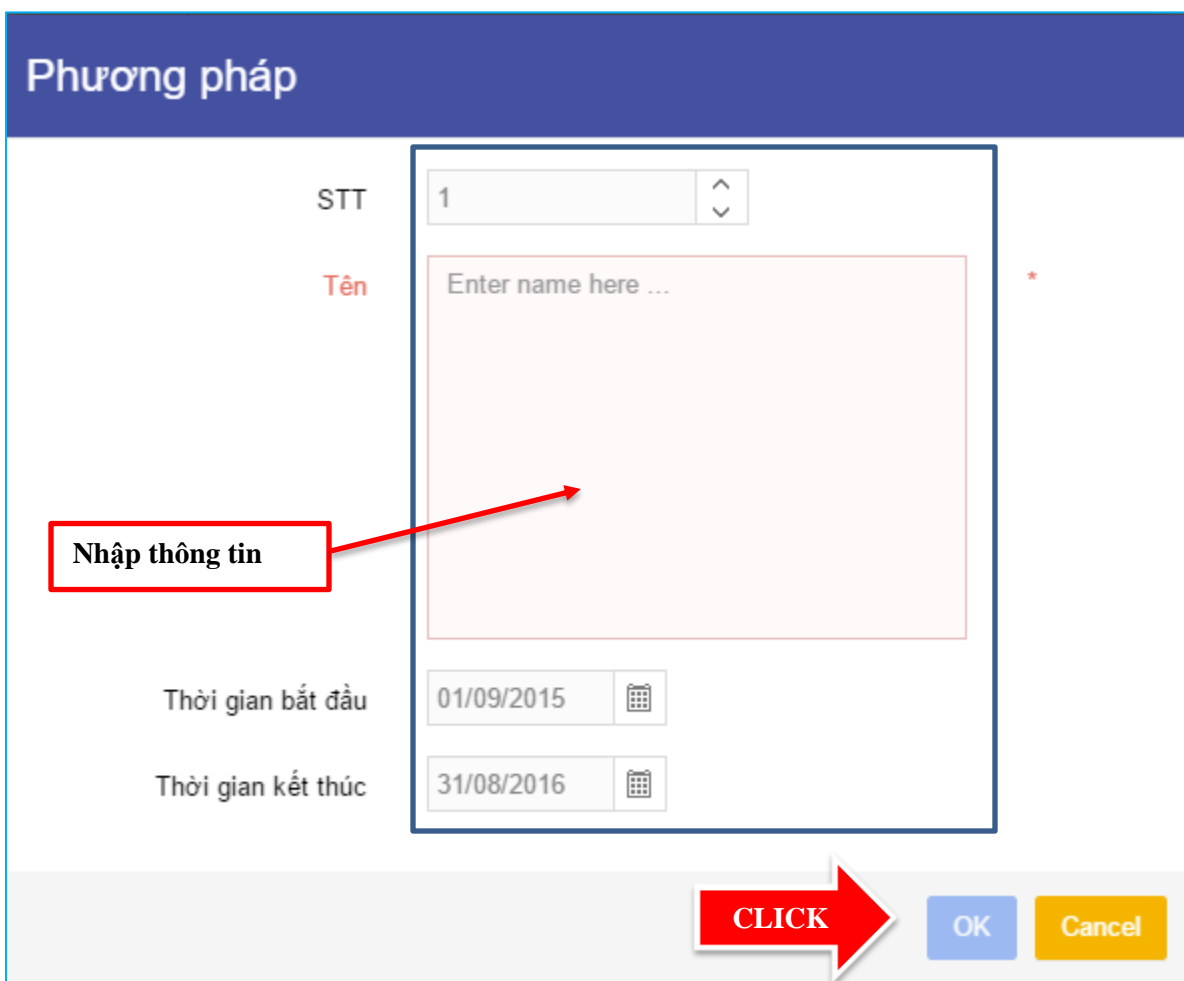 Phương pháp
STT 1
Tên Enter name here ... *
Nhập thông tin
Thời gian bắt đầu 01/09/2015
Thời gian kết thúc 31/08/2016
CLICK OK Cancel